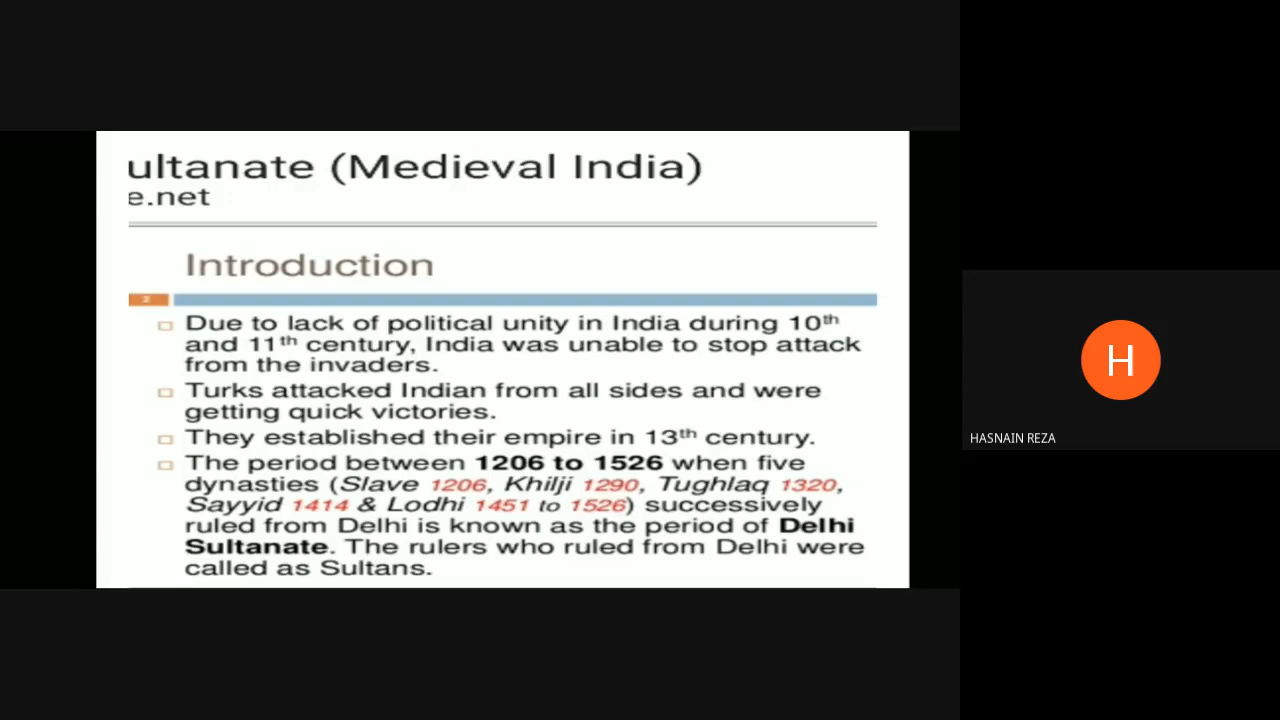 ultanate (Medieval India)
e.net
Introduction
2
Due to lack of political unity in India during 10th
and 11th century, India was unable to stop attack
from the invaders.
Turks attacked Indian from all sides and were
getting quick victories.
They established their empire in 13th century.
The period between 1206 to 1526 when five
dynasties (Slave 1206, Khilji 1290, Tughlaq 1320,
Sayyid 1414 & Lodhi 1451 to 1526) successively
ruled from Delhi is known as the period of Delhi
Sultanate. The rulers who ruled from Delhi were
called as Sultans.
H
HASNAIN REZA